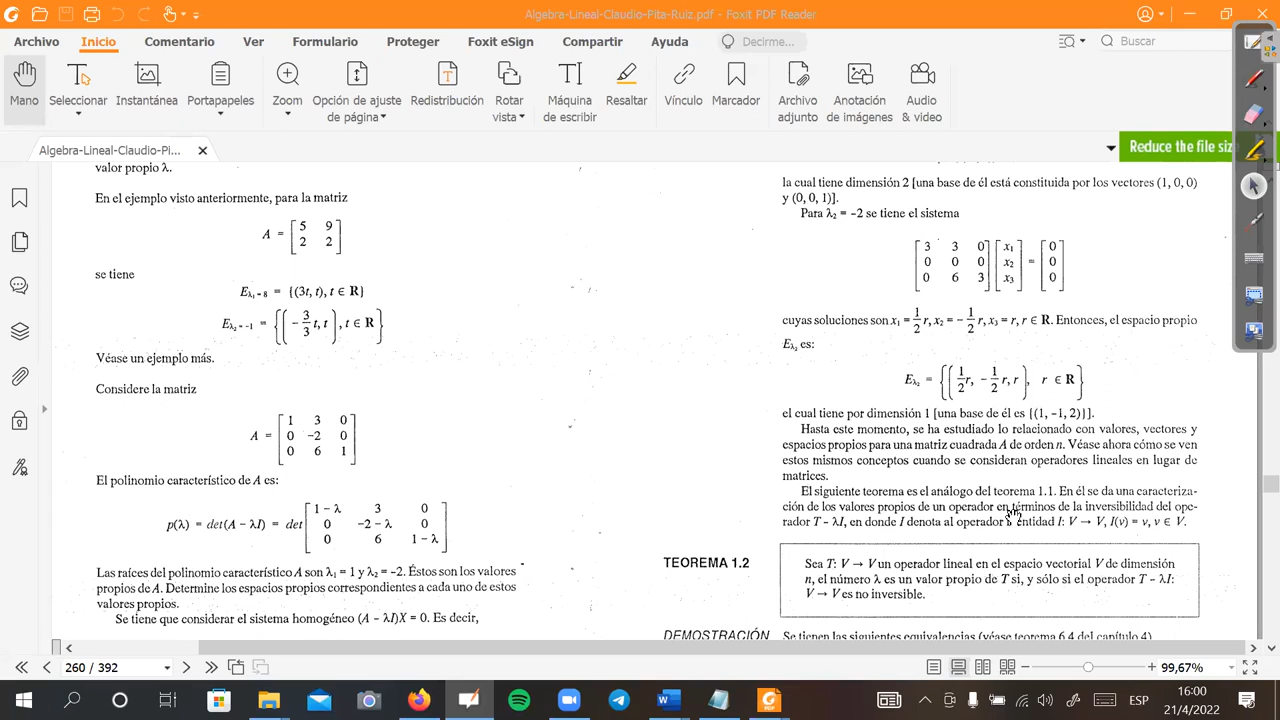 Algebra-Lineal-Claudio-Pita-Ruiz.pdf - Foxit PDF Reader
Archivo Inicio Comentario Ver Formulario Proteger Foxit eSign Compartir Ayuda Decirme... Buscar
Mano Seleccionar Instantánea Portapapeles Zoom Opción de ajuste de página Redistribución Rotar vista Máquina de escribir Resaltar Vínculo Marcador Archivo adjunto Anotación de imágenes Audio & video
Algebra-Lineal-Claudio-Pi...
Reduce the file siz
valor propio λ.
En el ejemplo visto anteriormente, para la matriz
A = [5 9
2 2]
se tiene
E λ₁ = 8 = {(3t, t), t ∈ R}
E λ₂ = -1 = {(- 3/3 t, t), t ∈ R}
Véase un ejemplo más.
Considere la matriz
A = [1 3 0
0 -2 0
0 6 1]
El polinomio característico de A es:
p(λ) = det(A - λI) = det [1 - λ 3 0
0 -2 - λ 0
0 6 1 - λ]
Las raíces del polinomio característico A son λ₁ = 1 y λ₂ = -2. Éstos son los valores
propios de A. Determine los espacios propios correspondientes a cada uno de estos
valores propios.
Se tiene que considerar el sistema homogéneo (A - λI)X = 0. Es decir,
la cual tiene dimensión 2 [una base de él está constituida por los vectores (1, 0, 0)
y (0, 0, 1)].
Para λ₂ = -2 se tiene el sistema
[3 3 0] [x₁] = [0]
[0 0 0] [x₂] [0]
[0 6 3] [x₃] [0]
cuyas soluciones son x₁ = 1/2 r, x₂ = - 1/2 r, x₃ = r, r ∈ R. Entonces, el espacio propio
E λ₂ es:
E λ₂ = {(1/2 r, - 1/2 r, r), r ∈ R}
el cual tiene por dimensión 1 [una base de él es {(1, -1, 2)}].
Hasta este momento, se ha estudiado lo relacionado con valores, vectores y
espacios propios para una matriz cuadrada A de orden n. Véase ahora cómo se ven
estos mismos conceptos cuando se consideran operadores lineales en lugar de
matrices.
El siguiente teorema es el análogo del teorema 1.1. En él se da una caracteriza-
ción de los valores propios de un operador en términos de la inversibilidad del ope-
rador T - λI, en donde I denota al operador identidad I: V → V, I(v) = v, v ∈ V.
TEOREMA 1.2
Sea T: V → V un operador lineal en el espacio vectorial V de dimensión
n, el número λ es un valor propio de T si, y sólo si el operador T - λI:
V → V es no inversible.
DEMOSTRACIÓN Se tienen las siguientes equivalencias (véase teorema 6.4 del capítulo 4)
260 / 392
99,67%
ESP
16:00
21/4/2022